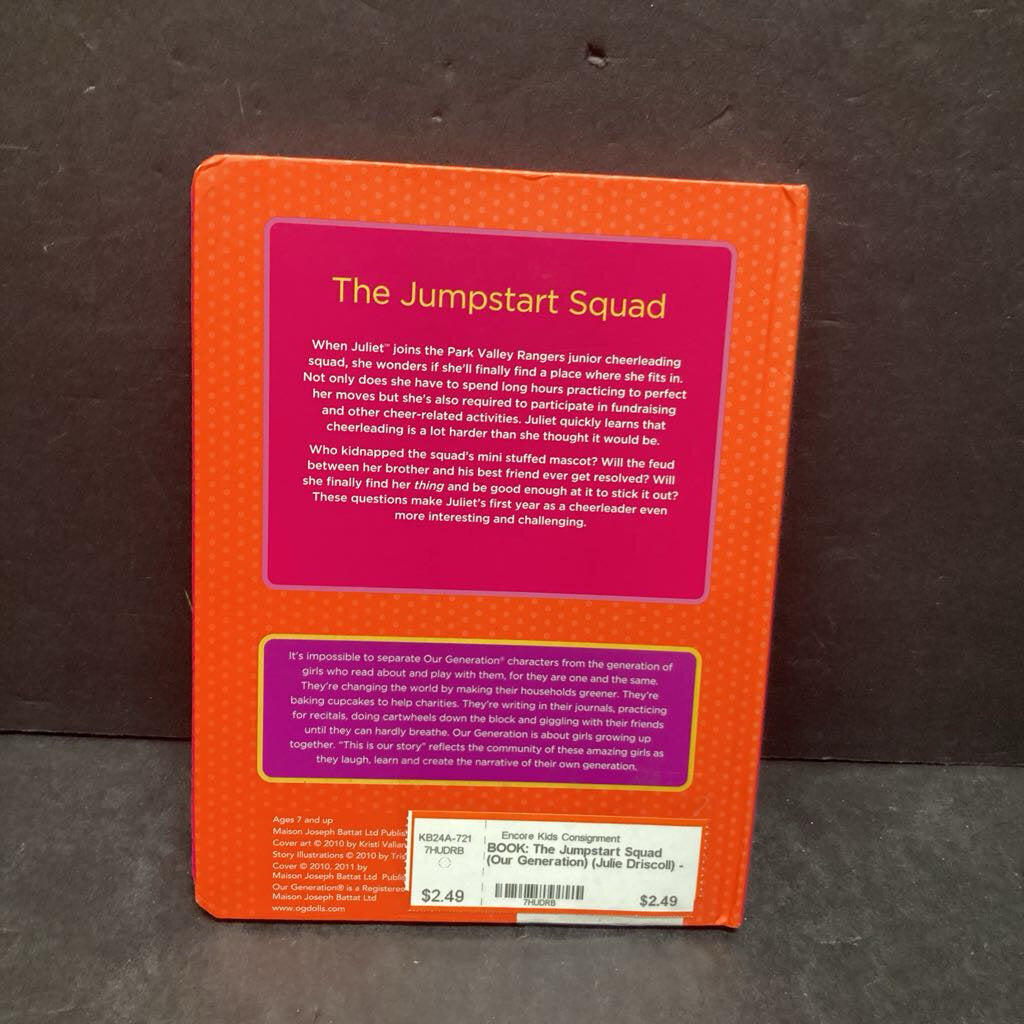 The Jumpstart Squad
When Juliet™ joins the Park Valley Rangers junior cheerleading
squad, she wonders if she'll finally find a place where she fits in.
Not only does she have to spend long hours practicing to perfect
her moves but she's also required to participate in fundraising
and other cheer-related activities. Juliet quickly learns that
cheerleading is a lot harder than she thought it would be.
Who kidnapped the squad's mini stuffed mascot? Will the feud
between her brother and his best friend ever get resolved? Will
she finally find her thing and be good enough at it to stick it out?
These questions make Juliet's first year as a cheerleader even
more interesting and challenging.
It's impossible to separate Our Generation® characters from the generation of
girls who read about and play with them, for they are one and the same.
They're changing the world by making their households greener. They're
baking cupcakes to help charities. They're writing in their journals, practicing
for recitals, doing cartwheels down the block and giggling with their friends
until they can hardly breathe. Our Generation is about girls growing up
together. "This is our story" reflects the community of these amazing girls as
they laugh, learn and create the narrative of their own generation.
Ages 7 and up
Maison Joseph Battat Ltd Publis
Cover art © 2010 by Kristi Valian
Story Illustrations © 2010 by Tris
Cover © 2010, 2011 by
Maison Joseph Battat Ltd Publi
Our Generation® is a Registere
Maison Joseph Battat Ltd
www.ogdolls.com
KB24A-721
7HUDRB
$2.49
Encore Kids Consignment
BOOK: The Jumpstart Squad
(Our Generation) (Julie Driscoll) -
7HUDRB
$2.49